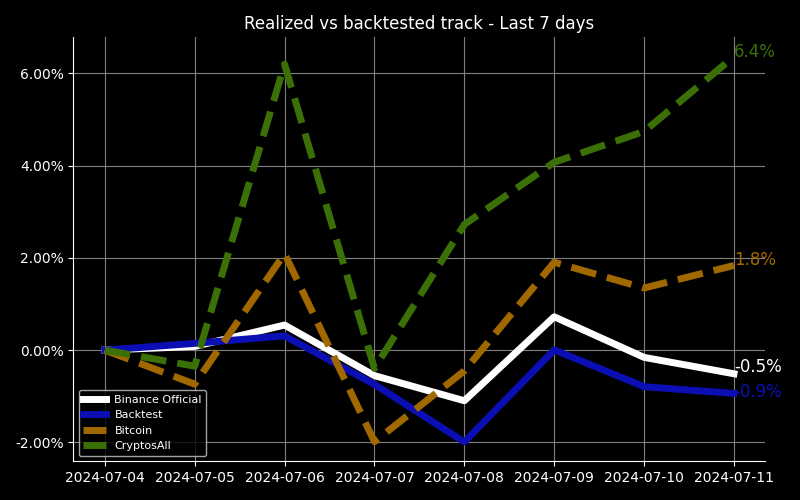 Realized vs backtested track - Last 7 days
6.00%
4.00%
2.00%
0.00%
-2.00%
6.4%
1.8%
-0.5%
-0.9%
Binance Official
Backtest
Bitcoin
CryptosAll
2024-07-04 2024-07-05 2024-07-06 2024-07-07 2024-07-08 2024-07-09 2024-07-10 2024-07-11